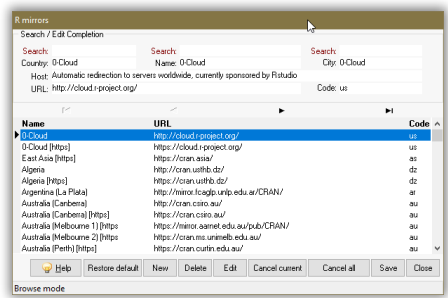 R mirrors
Search / Edit Completion
Search: Search: Search:
Country: 0-Cloud Name: 0-Cloud City: 0-Cloud
Host: Automatic redirection to servers worldwide, currently sponsored by Rstudio
URL: http://cloud.r-project.org/ Code: us
Name URL Code
0-Cloud http://cloud.r-project.org/ us
0-Cloud [https] https://cloud.r-project.org/ us
East Asia [https] https://cran.asia/ as
Algeria http://cran.usthb.dz/ dz
Algeria [https] https://cran.usthb.dz/ dz
Argentina (La Plata) http://mirror.fcaglp.unlp.edu.ar/CRAN/ ar
Australia (Canberra) http://cran.csiro.au/ au
Australia (Canberra) [https] https://cran.csiro.au/ au
Australia (Melbourne 1) [https https://mirror.aarnet.edu.au/pub/CRAN/ au
Australia (Melbourne 2) [https https://cran.ms.unimelb.edu.au/ au
Australia (Perth) [https] https://cran.curtin.edu.au/ au
Help Restore default New Delete Edit Cancel current Cancel all Save Close
Browse mode